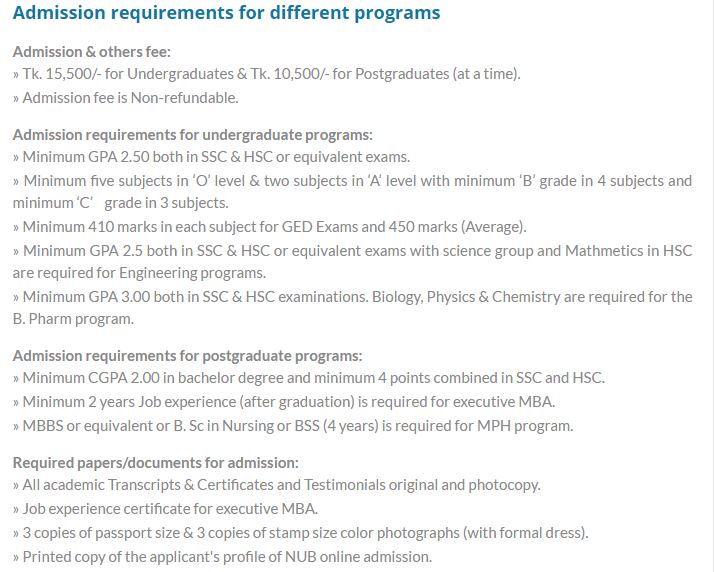 Admission requirements for different programs
Admission & others fee:
» Tk. 15,500/- for Undergraduates & Tk. 10,500/- for Postgraduates (at a time).
» Admission fee is Non-refundable.
Admission requirements for undergraduate programs:
» Minimum GPA 2.50 both in SSC & HSC or equivalent exams.
» Minimum five subjects in ‘O’ level & two subjects in ‘A’ level with minimum ‘B’ grade in 4 subjects and
minimum ‘C’ grade in 3 subjects.
» Minimum 410 marks in each subject for GED Exams and 450 marks (Average).
» Minimum GPA 2.5 both in SSC & HSC or equivalent exams with science group and Mathmetics in HSC
are required for Engineering programs.
» Minimum GPA 3.00 both in SSC & HSC examinations. Biology, Physics & Chemistry are required for the
B. Pharm program.
Admission requirements for postgraduate programs:
» Minimum CGPA 2.00 in bachelor degree and minimum 4 points combined in SSC and HSC.
» Minimum 2 years Job experience (after graduation) is required for executive MBA.
» MBBS or equivalent or B. Sc in Nursing or BSS (4 years) is required for MPH program.
Required papers/documents for admission:
» All academic Transcripts & Certificates and Testimonials original and photocopy.
» Job experience certificate for executive MBA.
» 3 copies of passport size & 3 copies of stamp size color photographs (with formal dress).
» Printed copy of the applicant's profile of NUB online admission.